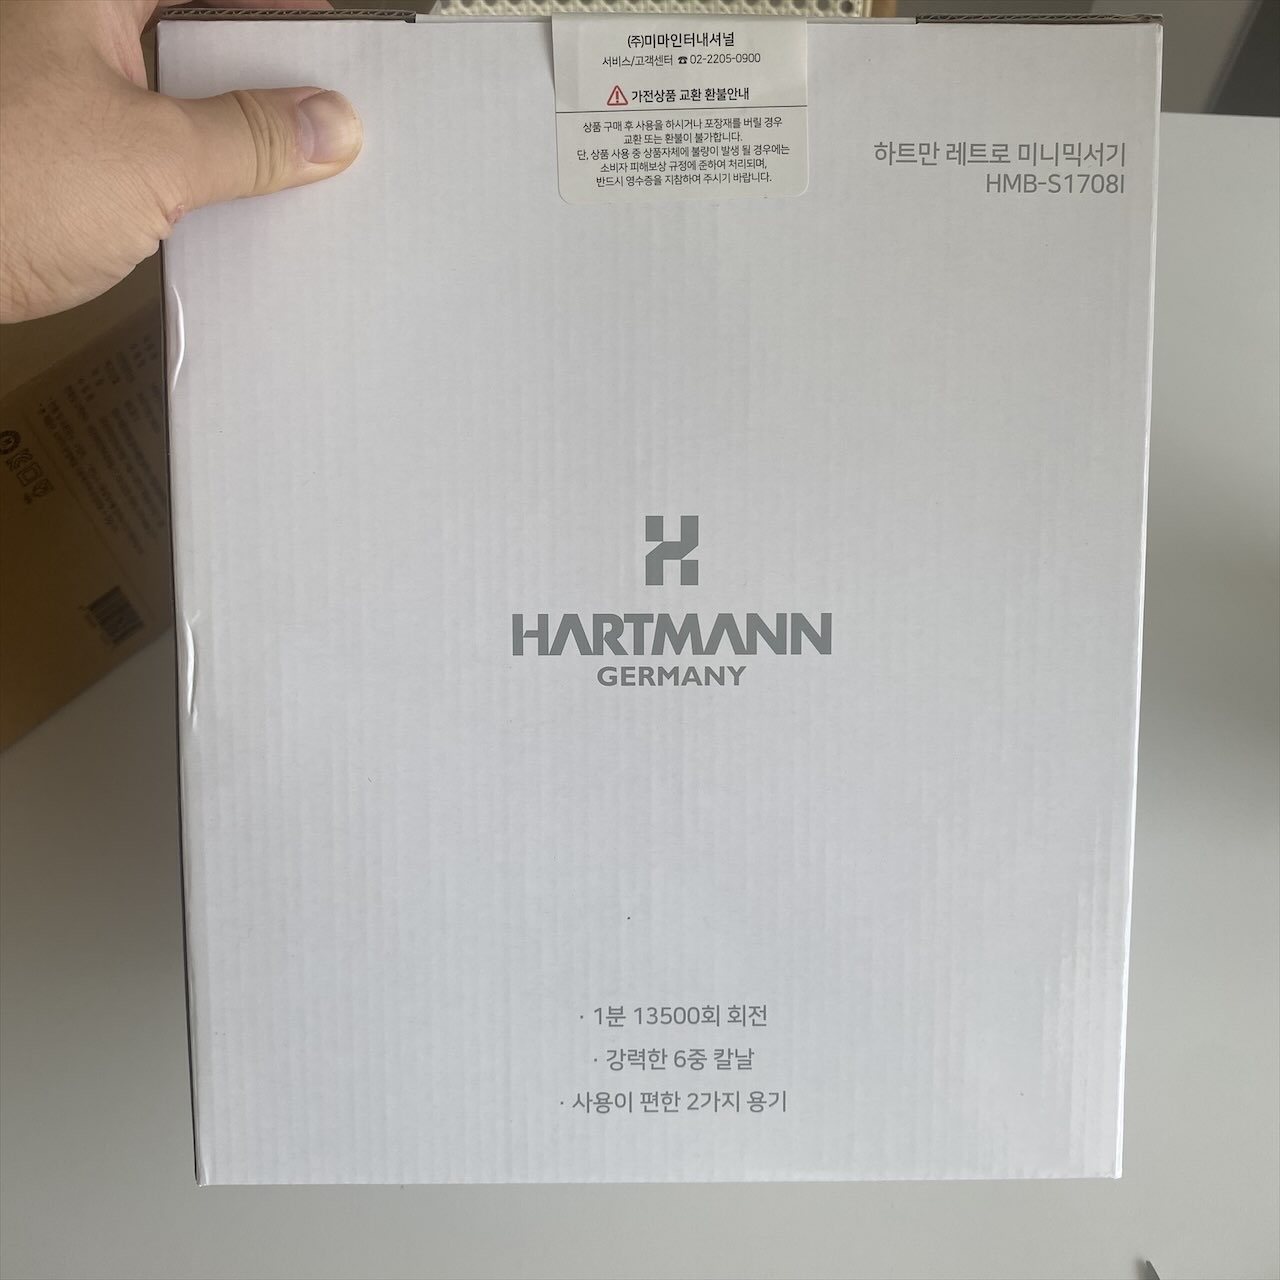 (주)미마인터내셔널
서비스/고객센터 ☎ 02-2205-0900
가전상품 교환 환불안내
상품 구매 후 사용을 하시거나 포장재를 버릴 경우
교환 또는 환불이 불가합니다.
단, 상품 사용 중 상품자체에 불량이 발생 될 경우에는
소비자 피해보상 규정에 준하여 처리되며,
반드시 영수증을 지참하여 주시기 바랍니다.
하트만 레트로 미니믹서기
HMB-S1708I
HARTMANN
GERMANY
· 1분 13500회 회전
· 강력한 6중 칼날
· 사용이 편한 2가지 용기